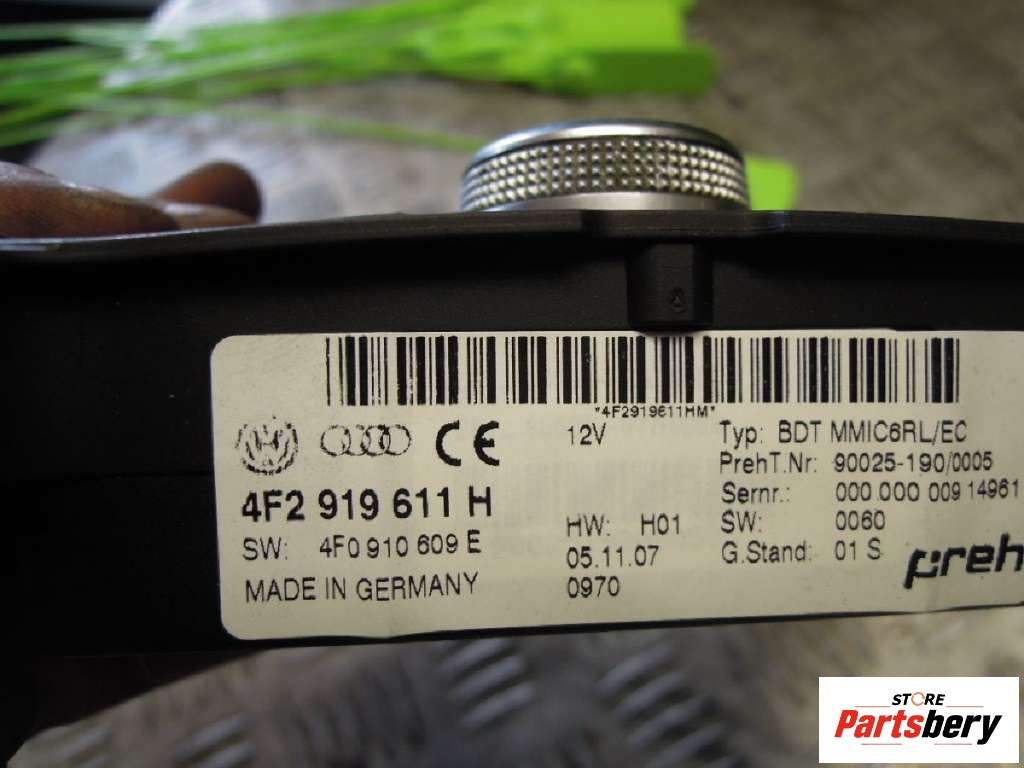 *4F2919611HM*
12V
Typ: BDT MMIC6RL/EC
PrehT.Nr: 90025-190/0005
4F2 919 611 H
Sernr.: 000 000 009 14961
HW: H01
SW: 0060
SW: 4F0 910 609 E
05.11.07
G.Stand: 01 S
preh
MADE IN GERMANY
0970
STORE
Partsbery